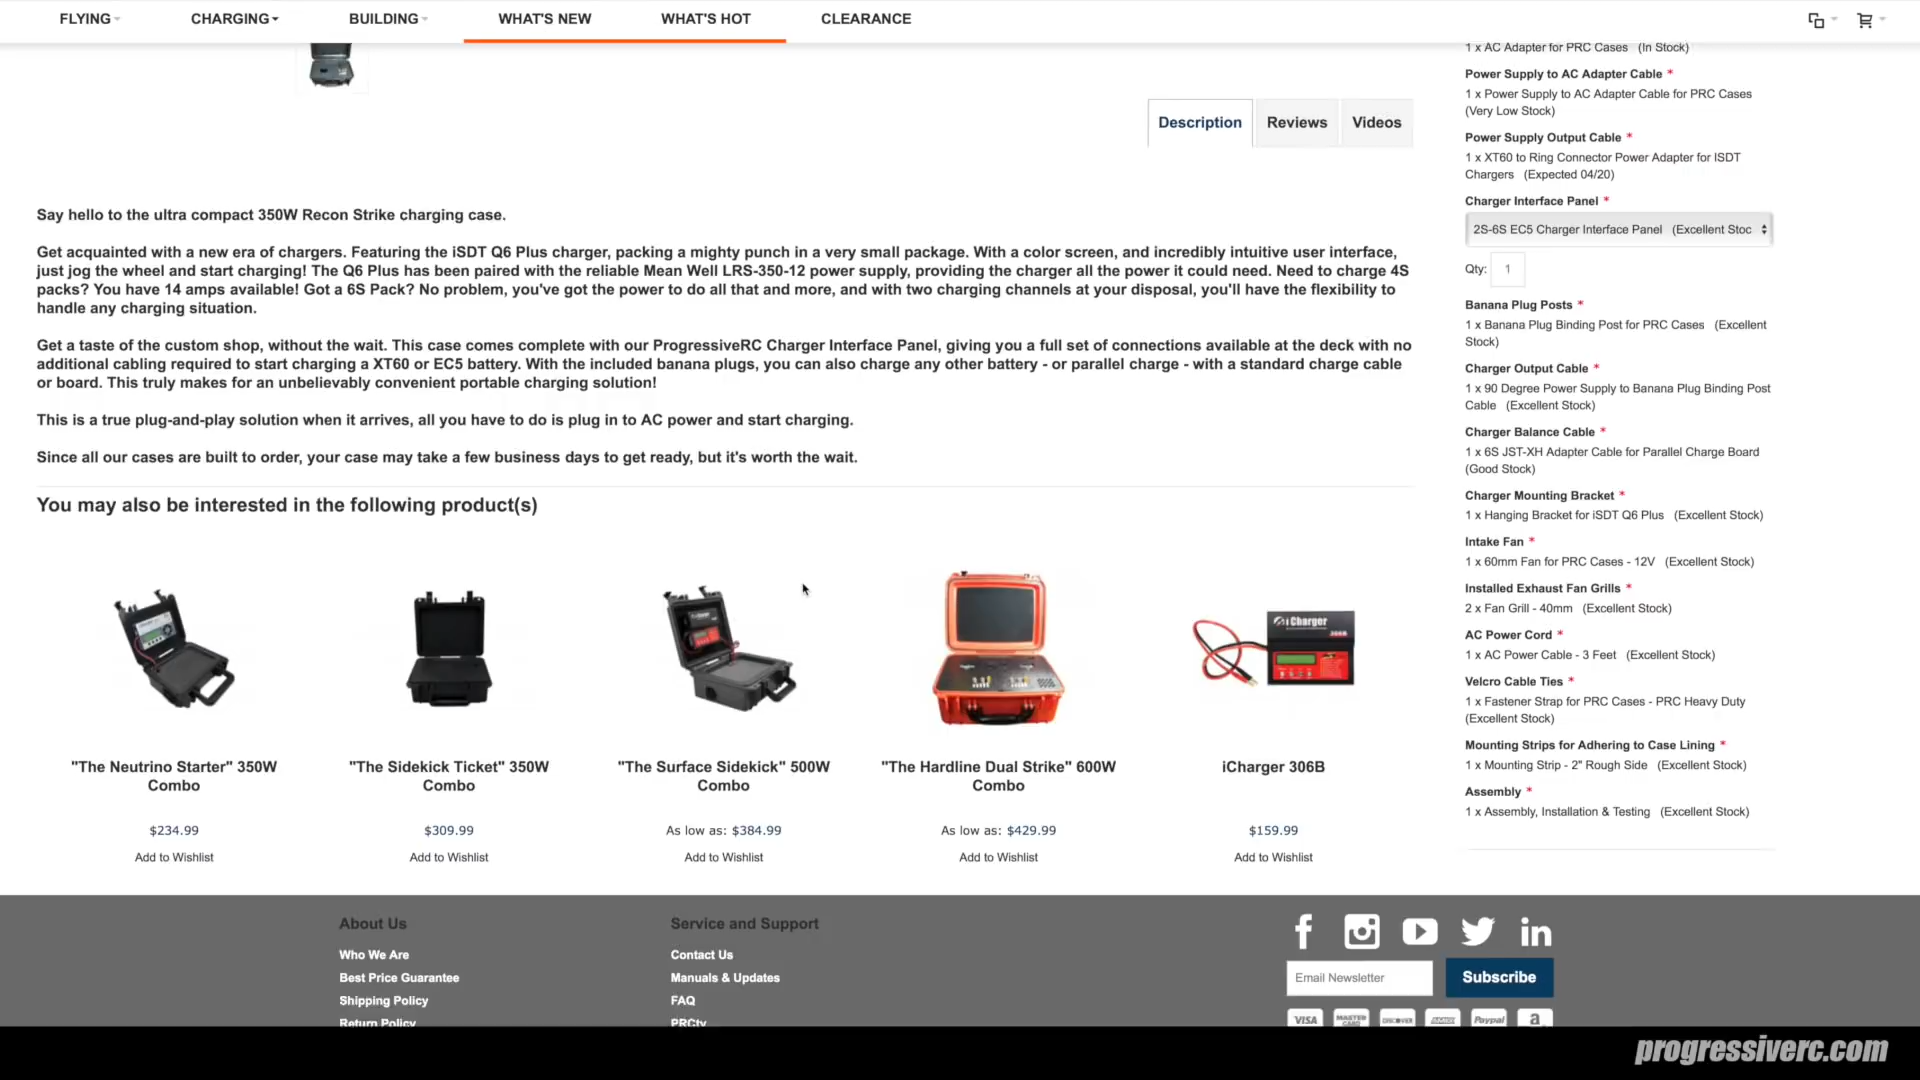 FLYING
CHARGING
BUILDING
WHAT'S NEW
WHAT'S HOT
CLEARANCE
Description
Reviews
Videos
Say hello to the ultra compact 350W Recon Strike charging case.
Get acquainted with a new era of chargers. Featuring the iSDT Q6 Plus charger, packing a mighty punch in a very small package. With a color screen, and incredibly intuitive user interface,
just jog the wheel and start charging! The Q6 Plus has been paired with the reliable Mean Well LRS-350-12 power supply, providing the charger all the power it could need. Need to charge 4S
packs? You have 14 amps available! Got a 6S Pack? No problem, you've got the power to do all that and more, and with two charging channels at your disposal, you'll have the flexibility to
handle any charging situation.
Get a taste of the custom shop, without the wait. This case comes complete with our ProgressiveRC Charger Interface Panel, giving you a full set of connections available at the deck with no
additional cabling required to start charging a XT60 or EC5 battery. With the included banana plugs, you can also charge any other battery - or parallel charge - with a standard charge cable
or board. This truly makes for an unbelievably convenient portable charging solution!
This is a true plug-and-play solution when it arrives, all you have to do is plug in to AC power and start charging.
Since all our cases are built to order, your case may take a few business days to get ready, but it's worth the wait.
You may also be interested in the following product(s)
iCharger
306B
"The Neutrino Starter" 350W
Combo
$234.99
Add to Wishlist
"The Sidekick Ticket" 350W
Combo
$309.99
Add to Wishlist
"The Surface Sidekick" 500W
Combo
As low as: $384.99
Add to Wishlist
"The Hardline Dual Strike" 600W
Combo
As low as: $429.99
Add to Wishlist
iCharger 306B
$159.99
Add to Wishlist
1 x AC Adapter for PRC Cases (In Stock)
Power Supply to AC Adapter Cable *
1 x Power Supply to AC Adapter Cable for PRC Cases
(Very Low Stock)
Power Supply Output Cable *
1 x XT60 to Ring Connector Power Adapter for ISDT
Chargers (Expected 04/20)
Charger Interface Panel *
2S-6S EC5 Charger Interface Panel (Excellent Stoc
Qty: 1
Banana Plug Posts *
1 x Banana Plug Binding Post for PRC Cases (Excellent
Stock)
Charger Output Cable *
1 x 90 Degree Power Supply to Banana Plug Binding Post
Cable (Excellent Stock)
Charger Balance Cable *
1 x 6S JST-XH Adapter Cable for Parallel Charge Board
(Good Stock)
Charger Mounting Bracket *
1 x Hanging Bracket for iSDT Q6 Plus (Excellent Stock)
Intake Fan *
1 x 60mm Fan for PRC Cases - 12V (Excellent Stock)
Installed Exhaust Fan Grills *
2 x Fan Grill - 40mm (Excellent Stock)
AC Power Cord *
1 x AC Power Cable - 3 Feet (Excellent Stock)
Velcro Cable Ties *
1 x Fastener Strap for PRC Cases - PRC Heavy Duty
(Excellent Stock)
Mounting Strips for Adhering to Case Lining *
1 x Mounting Strip - 2" Rough Side (Excellent Stock)
Assembly *
1 x Assembly, Installation & Testing (Excellent Stock)
About Us
Who We Are
Best Price Guarantee
Shipping Policy
Return Policy
Service and Support
Contact Us
Manuals & Updates
FAQ
PRCtv
Email Newsletter
Subscribe
VISA
MASTER CARD
DISCOVER
AMEX
Paypal
a
progressiverc.com